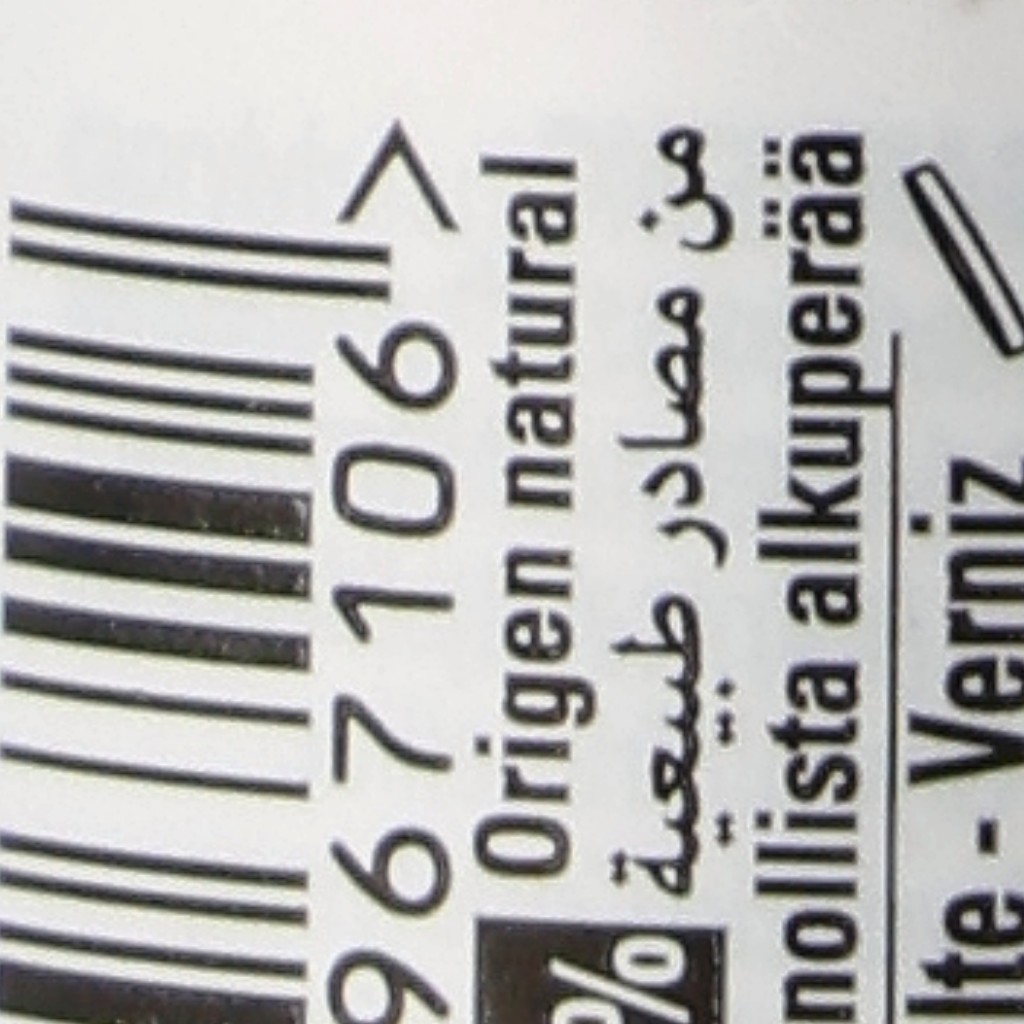 967106>
Origen natural
%
من مصادر طبيعية
nollista alkuperää
lte - Verniz